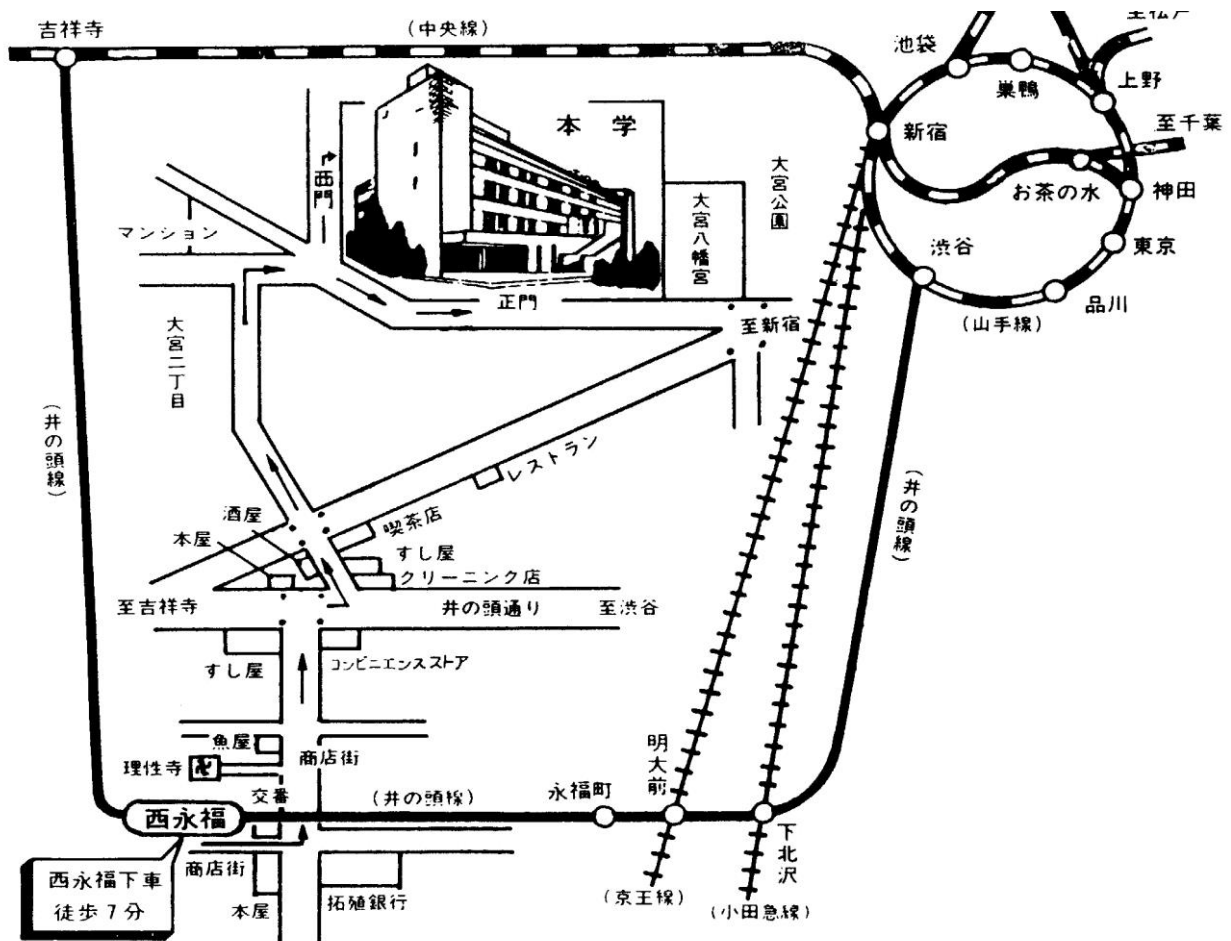 吉祥寺
(中央線)
池袋
巣鴨
上野
新宿
至千葉
お茶の水
神田
東京
渋谷
品川
(山手線)
本学
西門
大宮公園
大宮八幡宮
マンション
正門
至新宿
大宮二丁目
(井の頭線)
(井の頭線)
レストラン
酒屋
喫茶店
本屋
すし屋
クリーニング店
至吉祥寺
井の頭通り
至渋谷
すし屋
コンビニエンスストア
魚屋
商店街
理性寺
卍
交番
(井の頭線)
永福町
明大前
下北沢
西永福
商店街
西永福下車
徒歩7分
本屋
拓殖銀行
(京王線)
(小田急線)